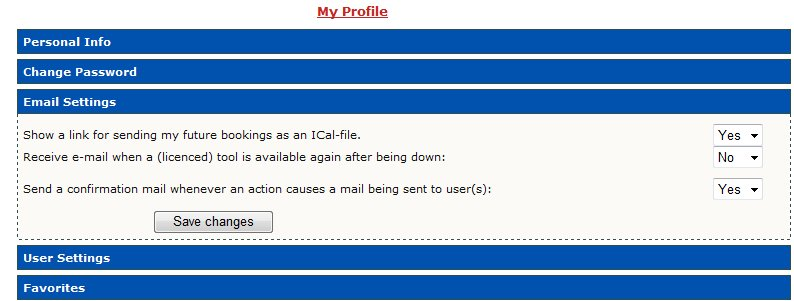 My Profile
Personal Info
Change Password
Email Settings
Show a link for sending my future bookings as an ICal-file. Yes
Receive e-mail when a (licenced) tool is available again after being down: No
Send a confirmation mail whenever an action causes a mail being sent to user(s): Yes
Save changes
User Settings
Favorites